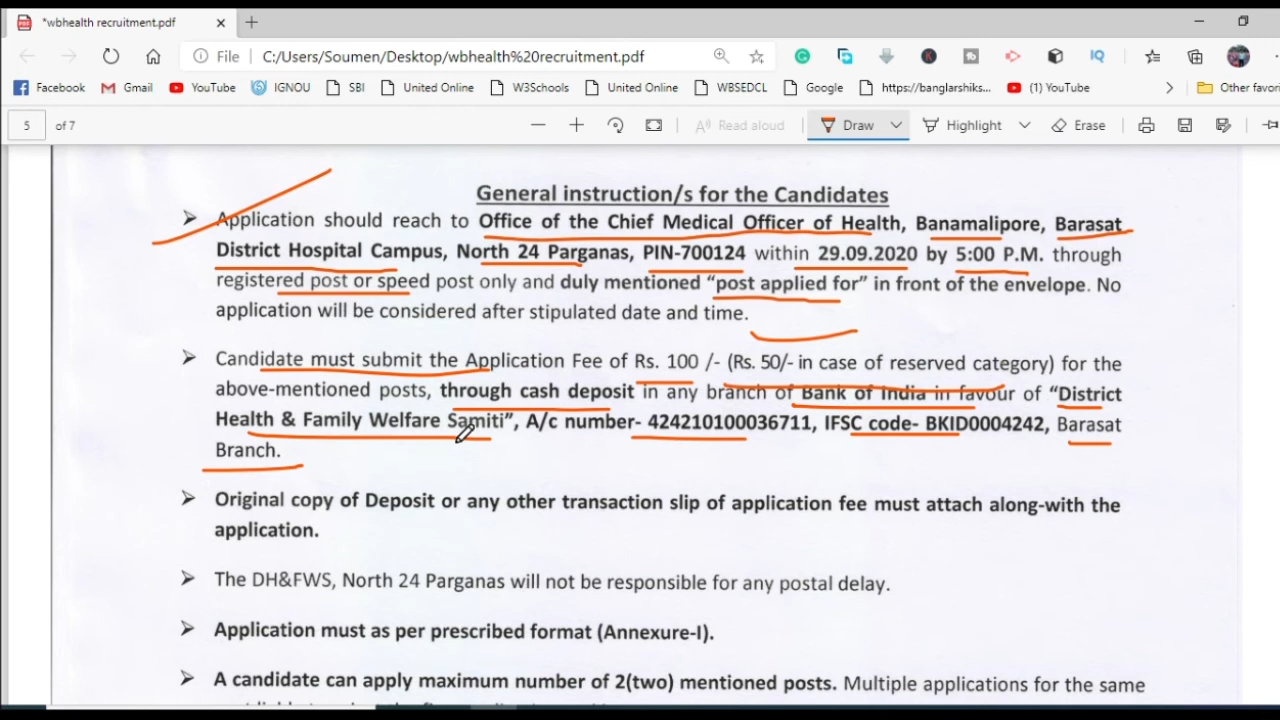 *wbhealth recruitment.pdf
File C:/Users/Soumen/Desktop/wbhealth%20recruitment.pdf
Facebook Gmail YouTube IGNOU SBI United Online W3Schools United Online WBSEDCL Google https://banglarshiks... (1) YouTube Other favori
5 of 7 Read aloud Draw Highlight Erase
General instruction/s for the Candidates
Application should reach to Office of the Chief Medical Officer of Health, Banamalipore, Barasat
District Hospital Campus, North 24 Parganas, PIN-700124 within 29.09.2020 by 5:00 P.M. through
registered post or speed post only and duly mentioned “post applied for” in front of the envelope. No
application will be considered after stipulated date and time.
Candidate must submit the Application Fee of Rs. 100 /- (Rs. 50/- in case of reserved category) for the
above-mentioned posts, through cash deposit in any branch of Bank of India in favour of “District
Health & Family Welfare Samiti”, A/c number- 424210100036711, IFSC code- BKID0004242, Barasat
Branch.
Original copy of Deposit or any other transaction slip of application fee must attach along-with the
application.
The DH&FWS, North 24 Parganas will not be responsible for any postal delay.
Application must as per prescribed format (Annexure-I).
A candidate can apply maximum number of 2(two) mentioned posts. Multiple applications for the same